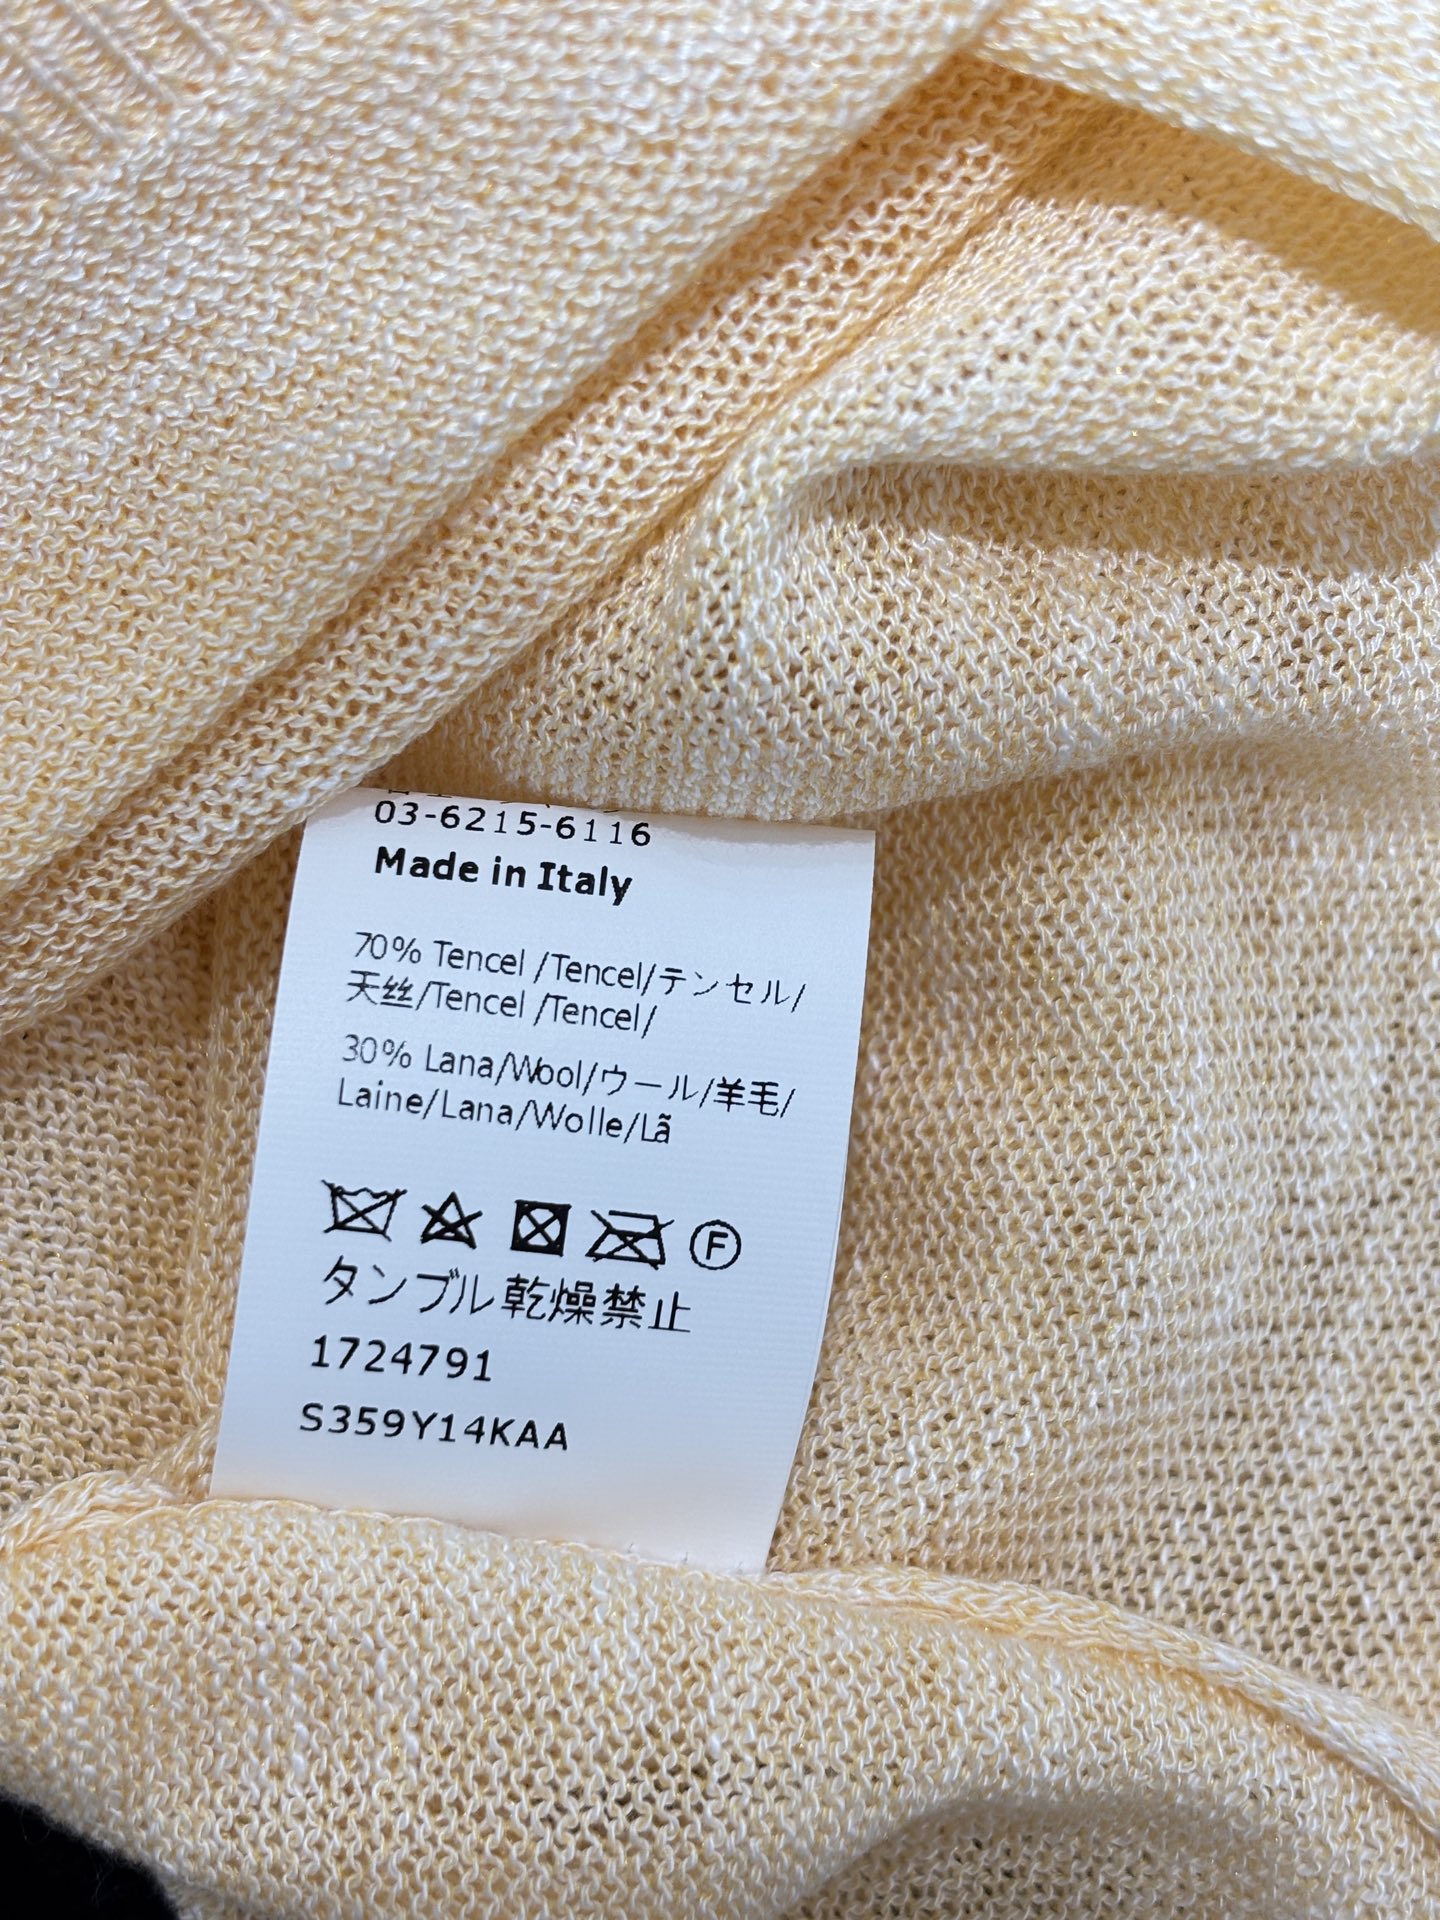 03-6215-6116
Made in Italy
70% Tencel /Tencel/テンセル/
天丝/Tencel /Tencel/
30% Lana/Wool/ウール/羊毛/
Laine/Lana/Wolle/Lã
F
タンブル乾燥禁止
1724791
S359Y14KAA